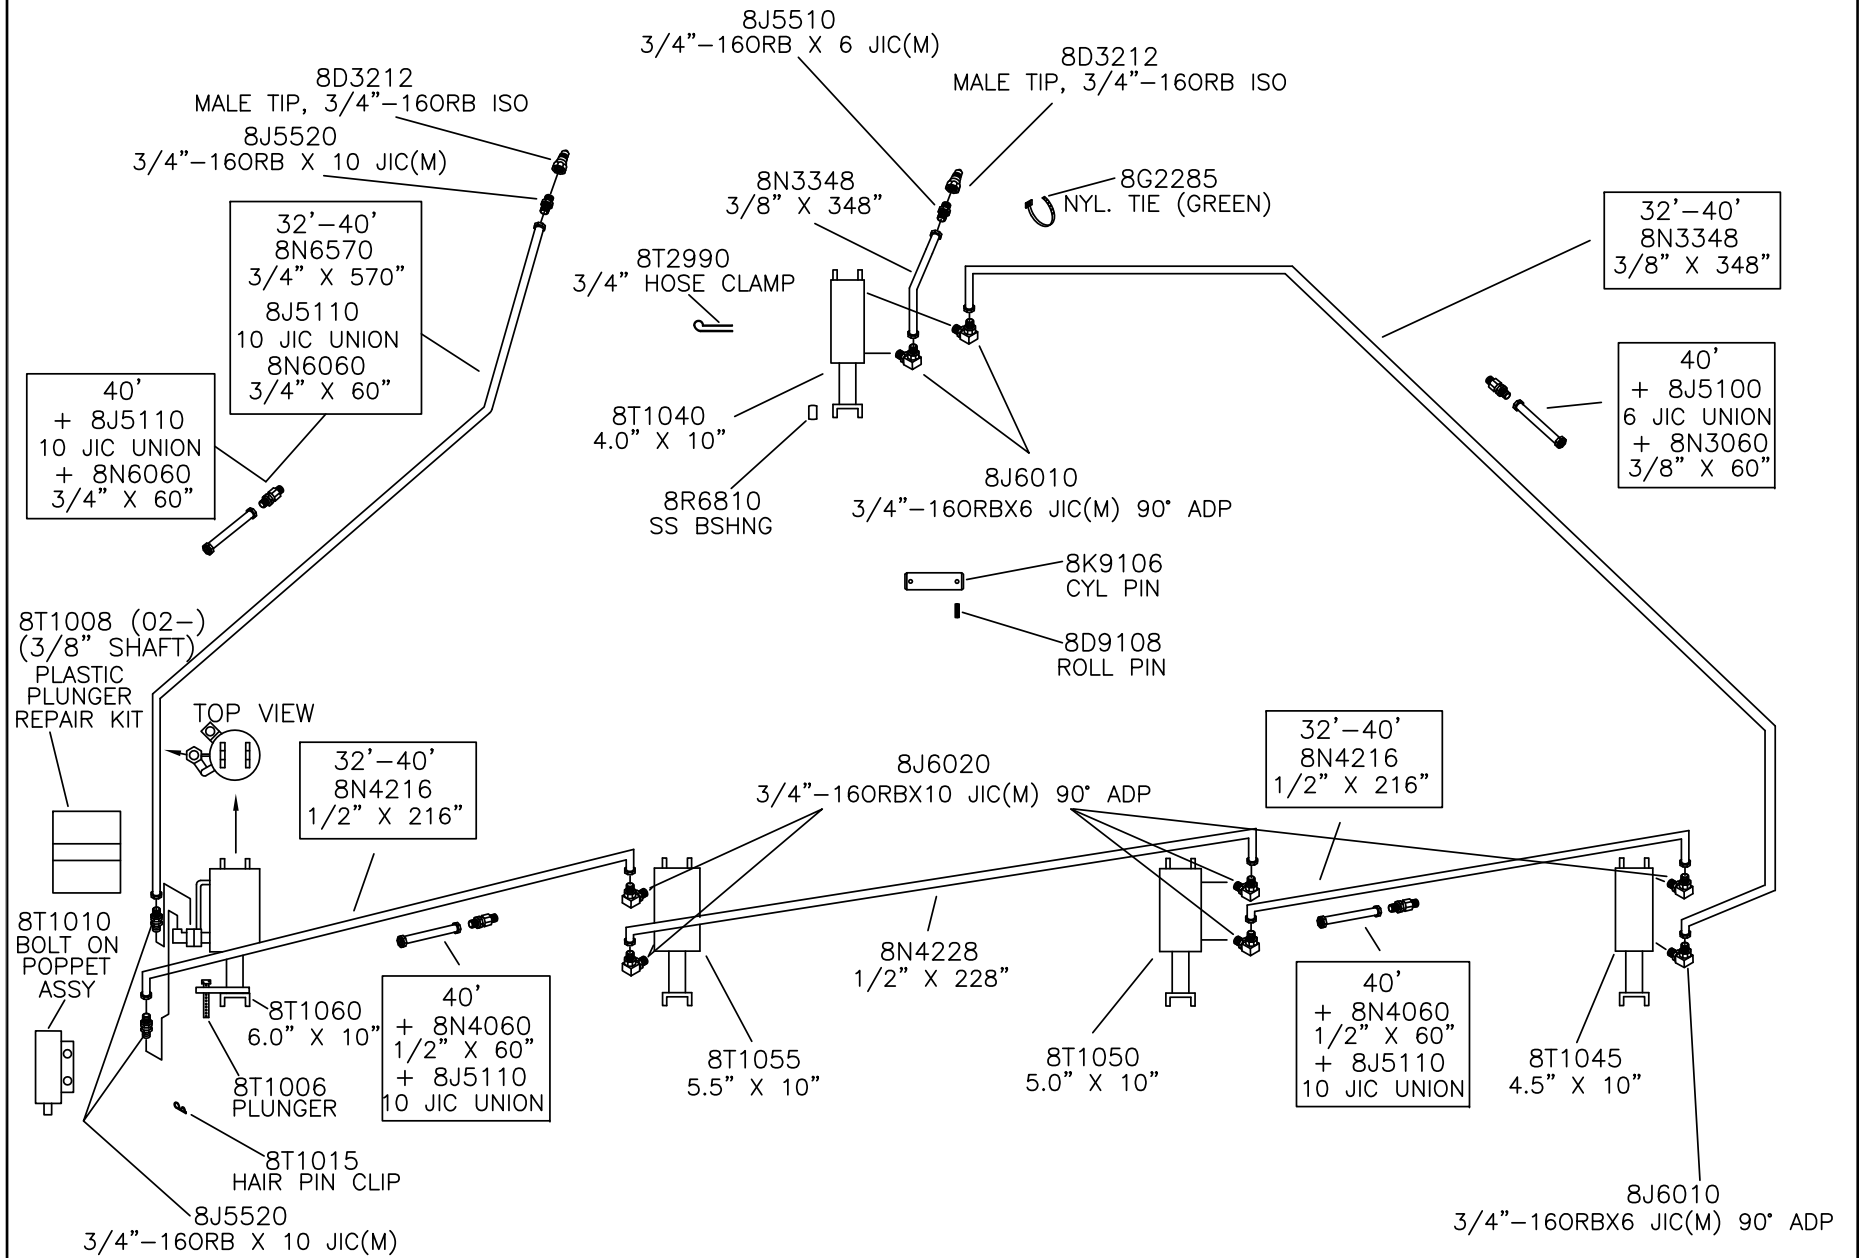 8J5510
3/4”–16ORB X 6 JIC(M)
8D3212
MALE TIP, 3/4”–16ORB ISO
8D3212
MALE TIP, 3/4”–16ORB ISO
8J5520
3/4”–16ORB X 10 JIC(M)
8N3348
3/8” X 348”
8G2285
NYL. TIE (GREEN)
32’–40’
8N6570
3/4” X 570”
8J5110
10 JIC UNION
8N6060
3/4” X 60”
8T2990
3/4” HOSE CLAMP
32’–40’
8N3348
3/8” X 348”
40’
+ 8J5110
10 JIC UNION
+ 8N6060
3/4” X 60”
8T1040
4.0” X 10”
40’
+ 8J5100
6 JIC UNION
+ 8N3060
3/8” X 60”
8R6810
SS BSHNG
8J6010
3/4”–16ORBX6 JIC(M) 90° ADP
8K9106
CYL PIN
8D9108
ROLL PIN
8T1008 (02–)
(3/8” SHAFT)
PLASTIC
PLUNGER
REPAIR KIT
TOP VIEW
32’–40’
8N4216
1/2” X 216”
8J6020
3/4”–16ORBX10 JIC(M) 90° ADP
32’–40’
8N4216
1/2” X 216”
8T1010
BOLT ON
POPPET
ASSY
8N4228
1/2” X 228”
8T1060
6.0” X 10”
40’
+ 8N4060
1/2” X 60”
+ 8J5110
10 JIC UNION
8T1055
5.5” X 10”
8T1050
5.0” X 10”
40’
+ 8N4060
1/2” X 60”
+ 8J5110
10 JIC UNION
8T1045
4.5” X 10”
8T1006
PLUNGER
8T1015
HAIR PIN CLIP
8J5520
3/4”–16ORB X 10 JIC(M)
8J6010
3/4”–16ORBX6 JIC(M) 90° ADP